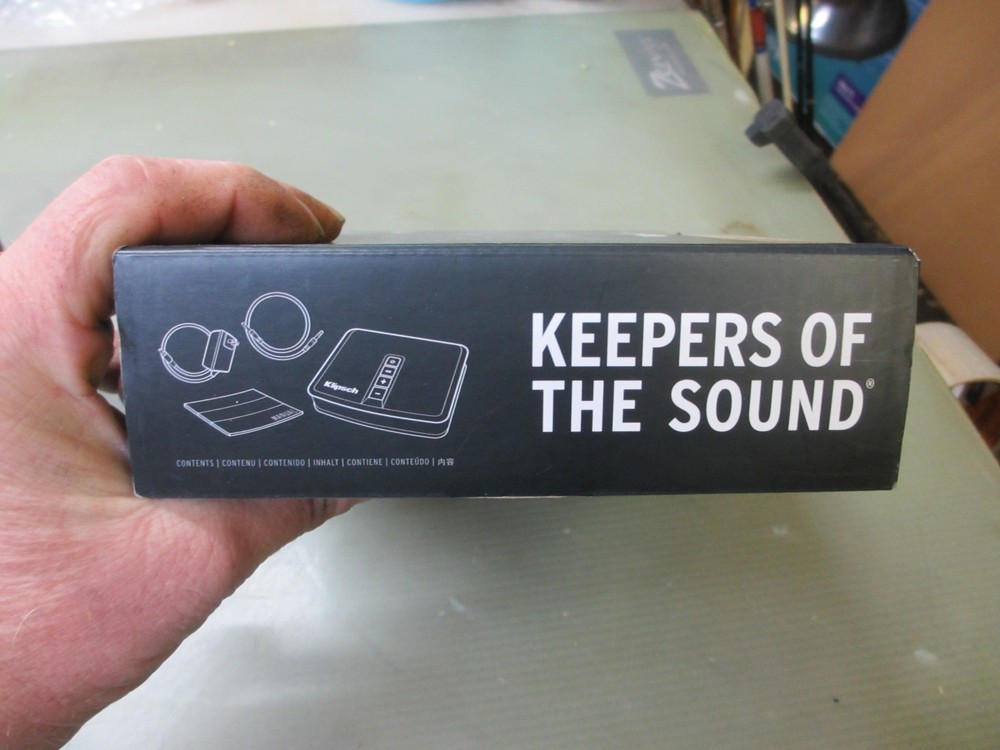 KEEPERS OF
THE SOUND®
Klipsch
CONTENTS | CONTENU | CONTENIDO | INHALT | CONTIENE | CONTEÚDO | 内容